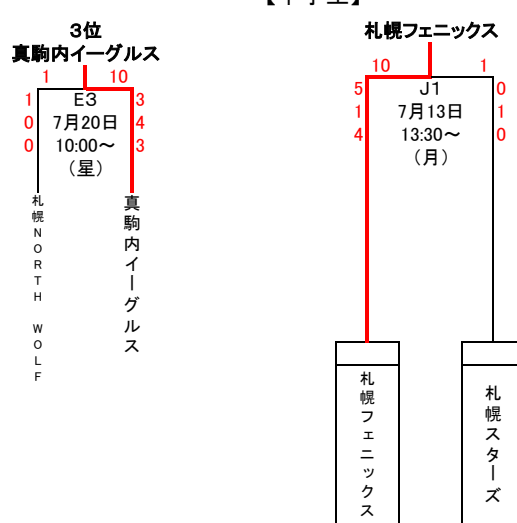 3位
真駒内イーグルス
1 10
E3
7月20日
10:00～
（星）
1
0
0
3
4
3
札幌NORTH WOLF
真駒内イーグルス
札幌フェニックス
10 1
J1
7月13日
13:30～
（月）
5
1
4
0
1
0
札幌フェニックス
札幌スターズ